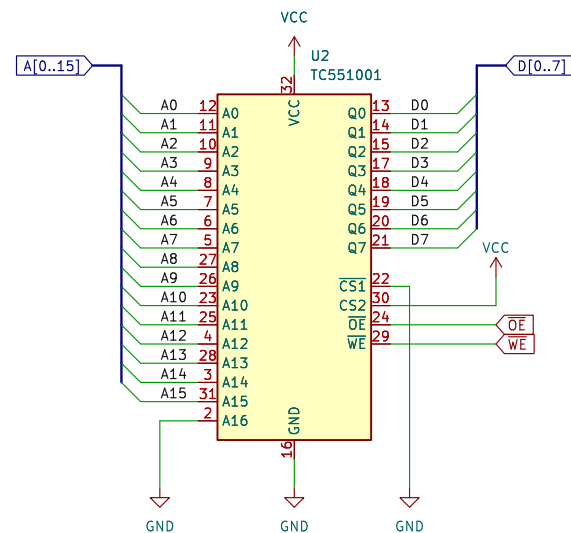 VCC
U2
TC551001
A[0..15]
D[0..7]
32
VCC
A0 12 A0 Q0 13 D0
A1 11 A1 Q1 14 D1
A2 10 A2 Q2 15 D2
A3 9 A3 Q3 17 D3
A4 8 A4 Q4 18 D4
A5 7 A5 Q5 19 D5
A6 6 A6 Q6 20 D6
A7 5 A7 Q7 21 D7
VCC
A8 27 A8
A9 26 A9 CS1 22
A10 23 A10 CS2 30
A11 25 A11 OE 24 OE
A12 4 A12 WE 29 WE
A13 28 A13
A14 3 A14
A15 31 A15
2 A16
GND
16
GND GND GND